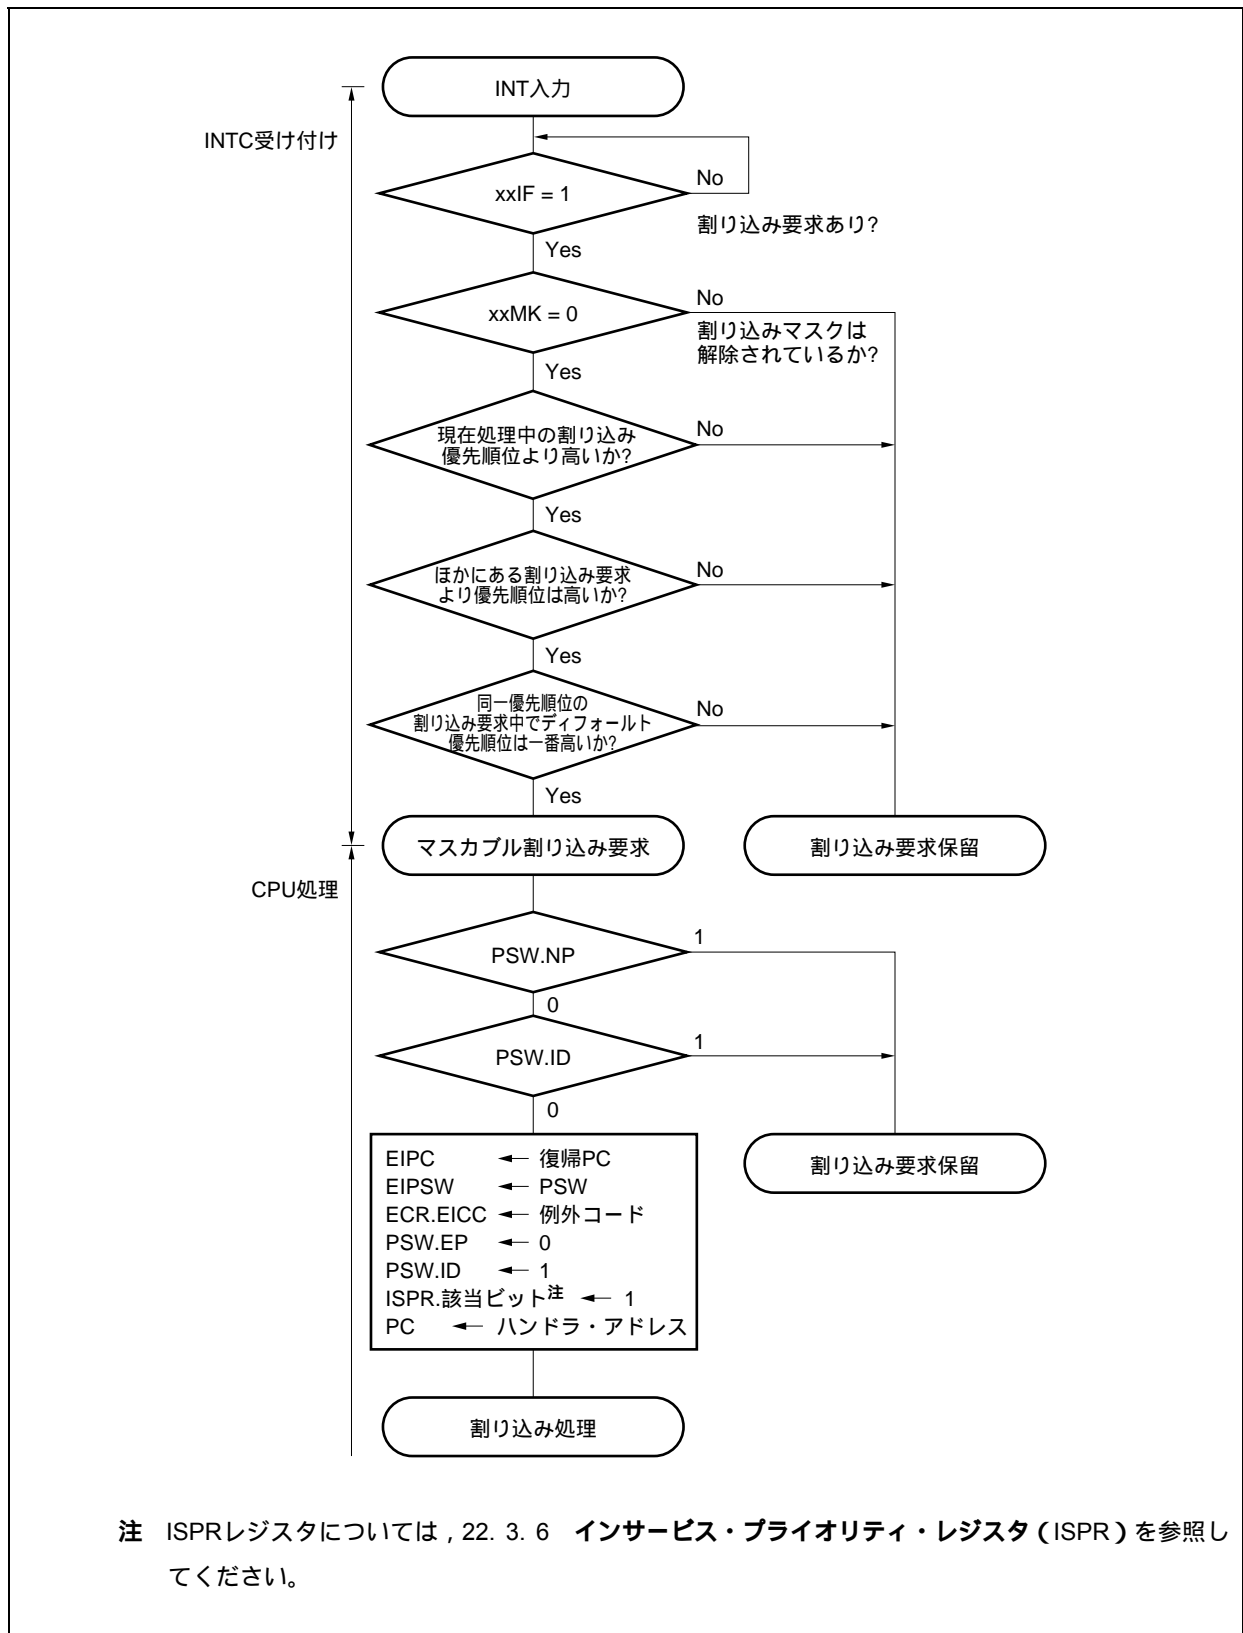 INT入力
INTC受け付け
xxIF = 1
No
割り込み要求あり?
Yes
xxMK = 0
No
割り込みマスクは
解除されているか?
Yes
現在処理中の割り込み
優先順位より高いか?
No
Yes
ほかにある割り込み要求
より優先順位は高いか?
No
Yes
同一優先順位の
割り込み要求中でディフォールト
優先順位は一番高いか?
No
Yes
マスカブル割り込み要求
割り込み要求保留
CPU処理
PSW.NP
1
0
PSW.ID
1
0
EIPC ← 復帰PC
EIPSW ← PSW
ECR.EICC ← 例外コード
PSW.EP ← 0
PSW.ID ← 1
ISPR.該当ビット注 ← 1
PC ← ハンドラ・アドレス
割り込み要求保留
割り込み処理
注 ISPRレジスタについては,22. 3. 6 インサービス・プライオリティ・レジスタ(ISPR)を参照し
てください。